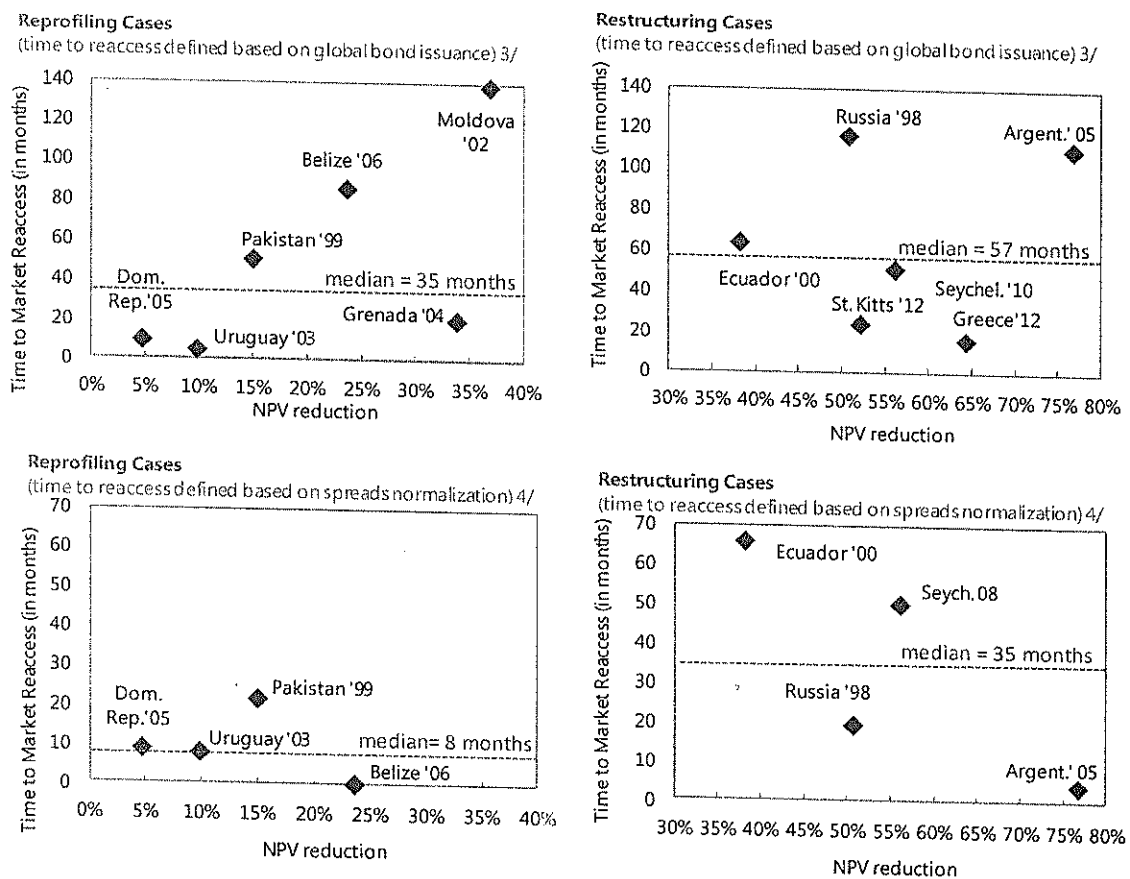 Reprofiling Cases
(time to reaccess defined based on global bond issuance) 3/
Time to Market Reaccess (in months)
140
120
100
80
60
40
20
0
Moldova
'02
Belize '06
Pakistan '99
median = 35 months
Dom.
Rep.'05
Grenada '04
Uruguay '03
0% 5% 10% 15% 20% 25% 30% 35% 40%
NPV reduction
Restructuring Cases
(time to reaccess defined based on global bond issuance) 3/
Time to Market Reaccess (in months)
140
120
100
80
60
40
20
0
Russia '98
Argent.' 05
median = 57 months
Ecuador '00
Seychel. '10
St. Kitts '12
Greece'12
30% 35% 40% 45% 50% 55% 60% 65% 70% 75% 80%
NPV reduction
Reprofiling Cases
(time to reaccess defined based on spreads normalization) 4/
Time to Market Reaccess (in months)
70
60
50
40
30
20
10
0
Dom.
Rep.'05
Pakistan '99
Uruguay '03
median= 8 months
Belize '06
0% 5% 10% 15% 20% 25% 30% 35% 40%
NPV reduction
Restructuring Cases
(time to reaccess defined based on spreads normalization) 4/
Time to Market Reaccess (in months)
70
60
50
40
30
20
10
0
Ecuador '00
Seych. 08
median = 35 months
Russia '98
Argent.' 05
30% 35% 40% 45% 50% 55% 60% 65% 70% 75% 80%
NPV reduction